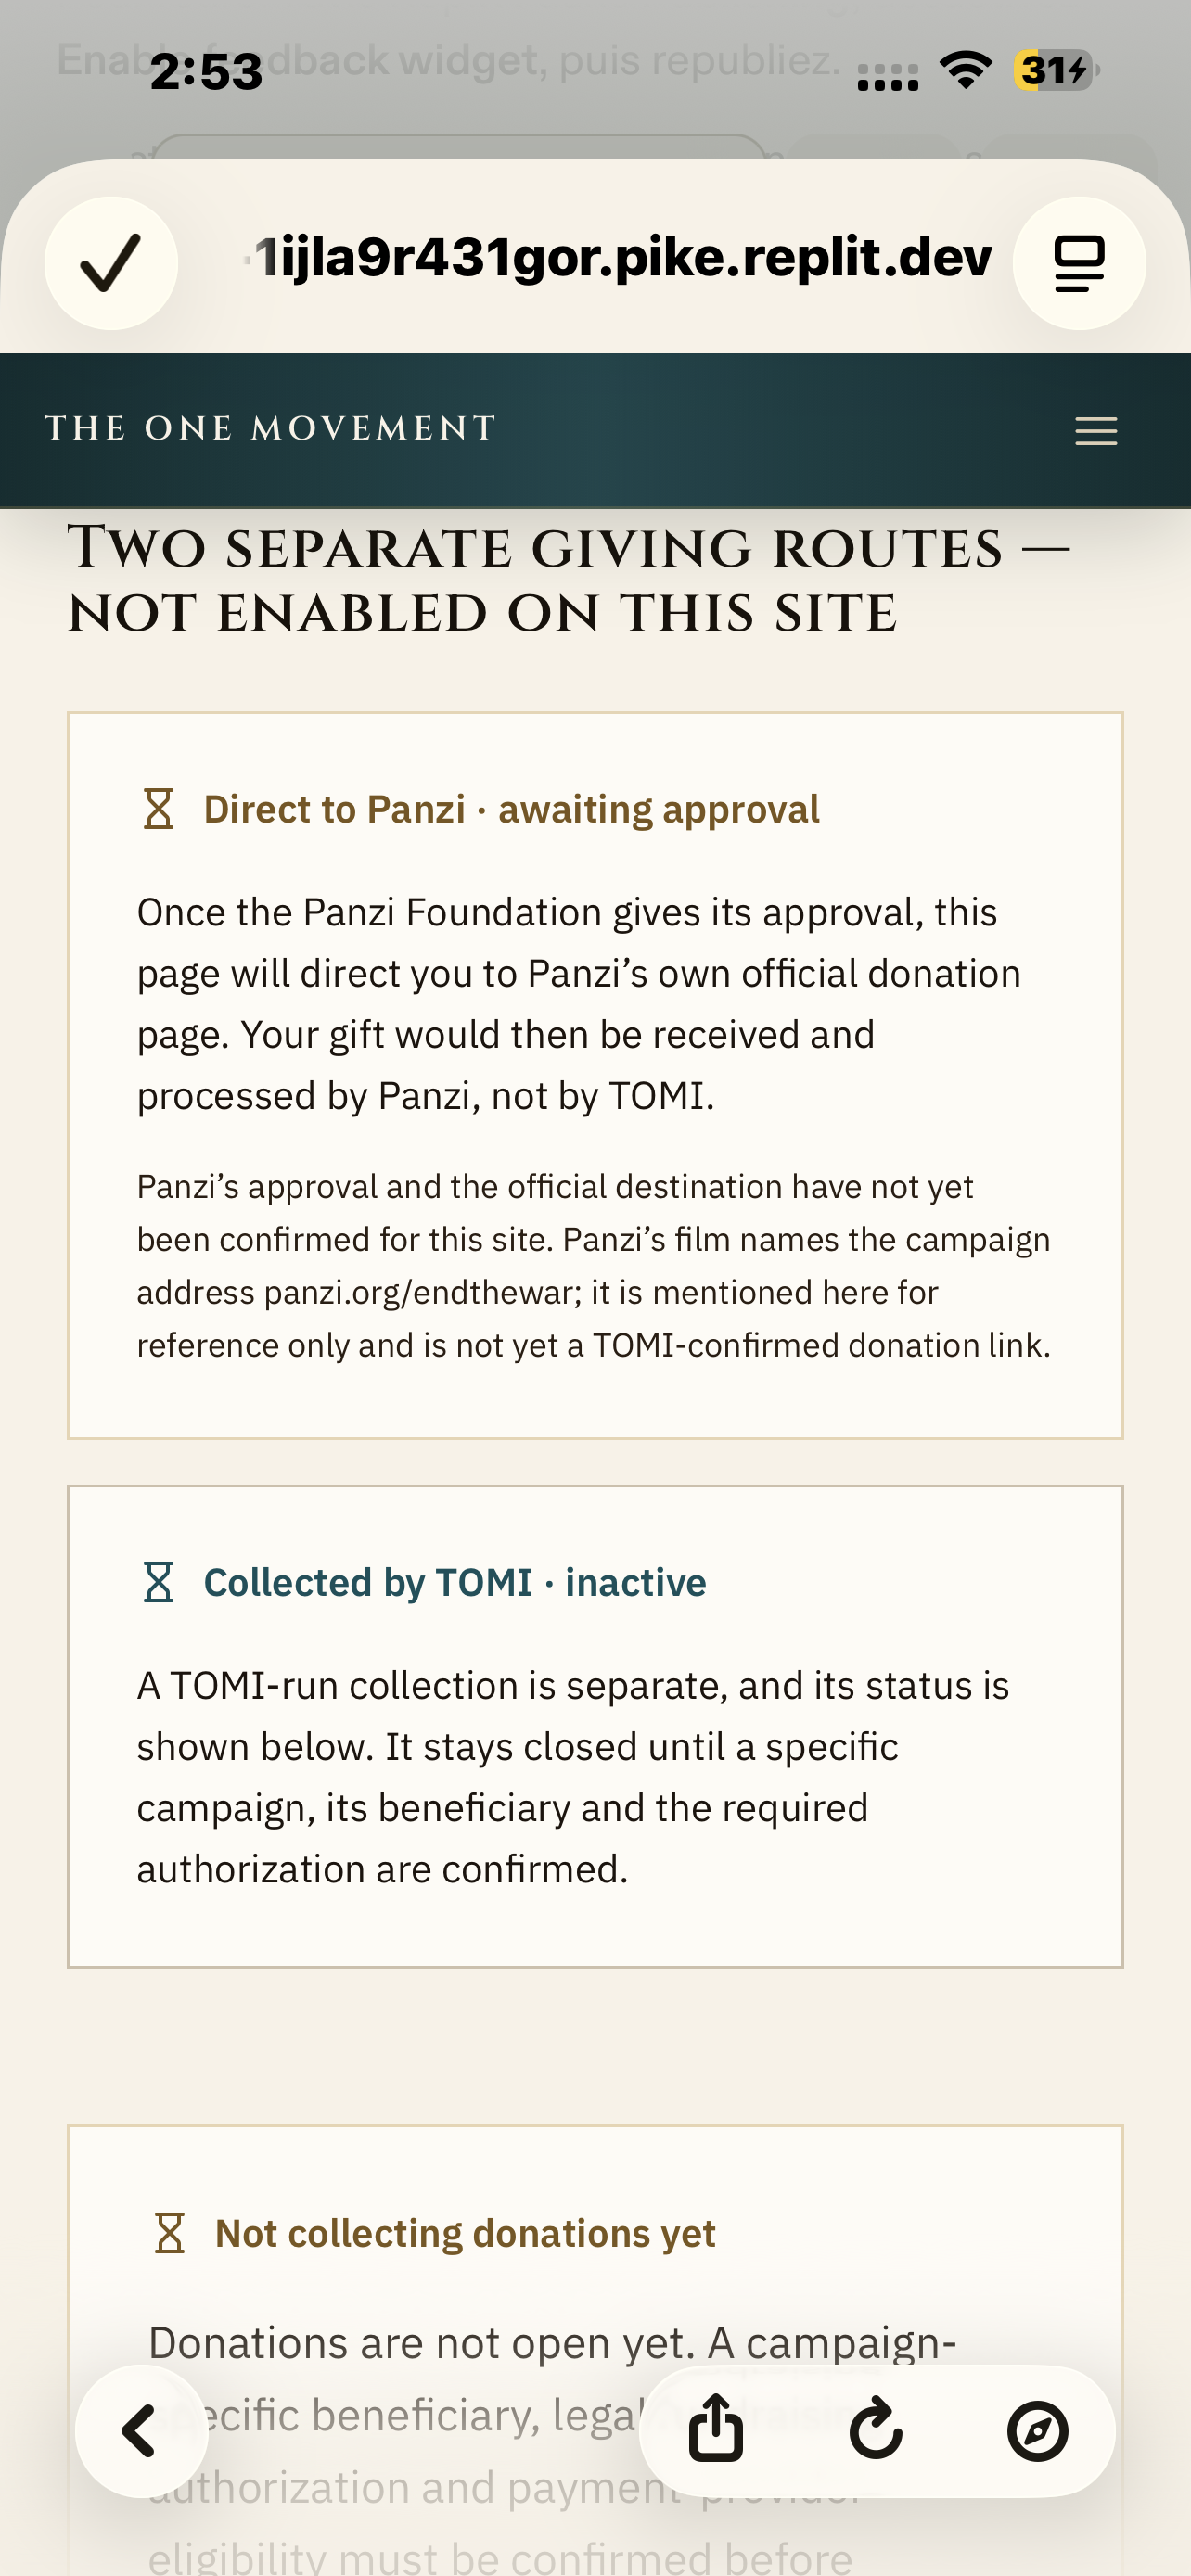 Enable feedback widget, puis republiez.
2:53
31
1ijla9r431gor.pike.replit.dev
THE ONE MOVEMENT
TWO SEPARATE GIVING ROUTES —
NOT ENABLED ON THIS SITE
Direct to Panzi · awaiting approval
Once the Panzi Foundation gives its approval, this
page will direct you to Panzi’s own official donation
page. Your gift would then be received and
processed by Panzi, not by TOMI.
Panzi’s approval and the official destination have not yet
been confirmed for this site. Panzi’s film names the campaign
address panzi.org/endthewar; it is mentioned here for
reference only and is not yet a TOMI-confirmed donation link.
Collected by TOMI · inactive
A TOMI-run collection is separate, and its status is
shown below. It stays closed until a specific
campaign, its beneficiary and the required
authorization are confirmed.
Not collecting donations yet
Donations are not open yet. A campaign-
specific beneficiary, legal
authorization and payment provider
eligibility must be confirmed before